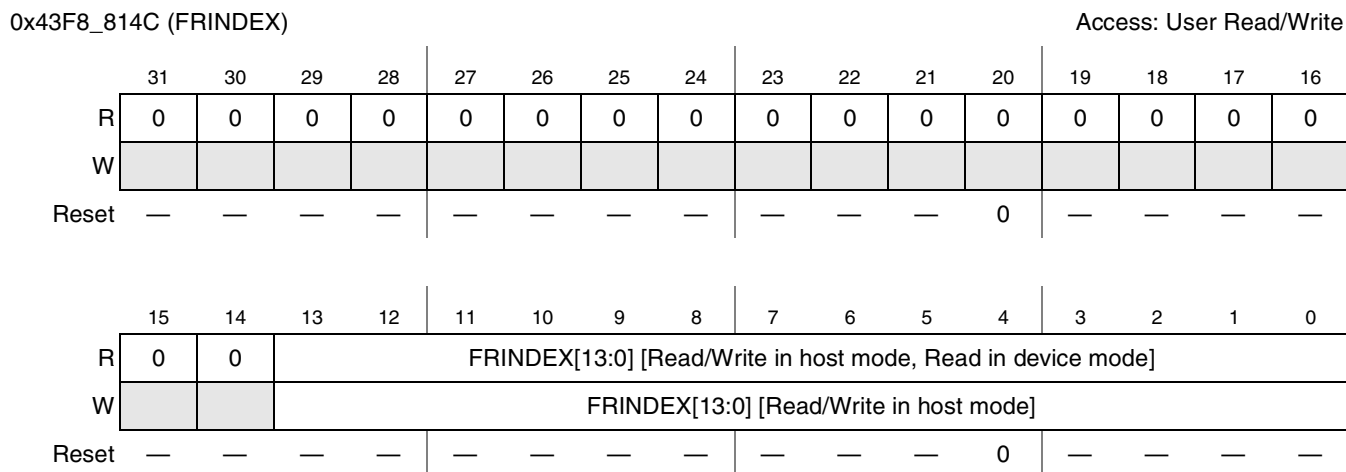 0x43F8_814C (FRINDEX) Access: User Read/Write
31 30 29 28 27 26 25 24 23 22 21 20 19 18 17 16
R 0 0 0 0 0 0 0 0 0 0 0 0 0 0 0 0
W
Reset — — — — — — — — — — — 0 — — — —
15 14 13 12 11 10 9 8 7 6 5 4 3 2 1 0
R 0 0 FRINDEX[13:0] [Read/Write in host mode, Read in device mode]
W FRINDEX[13:0] [Read/Write in host mode]
Reset — — — — — — — — — — — 0 — — — —